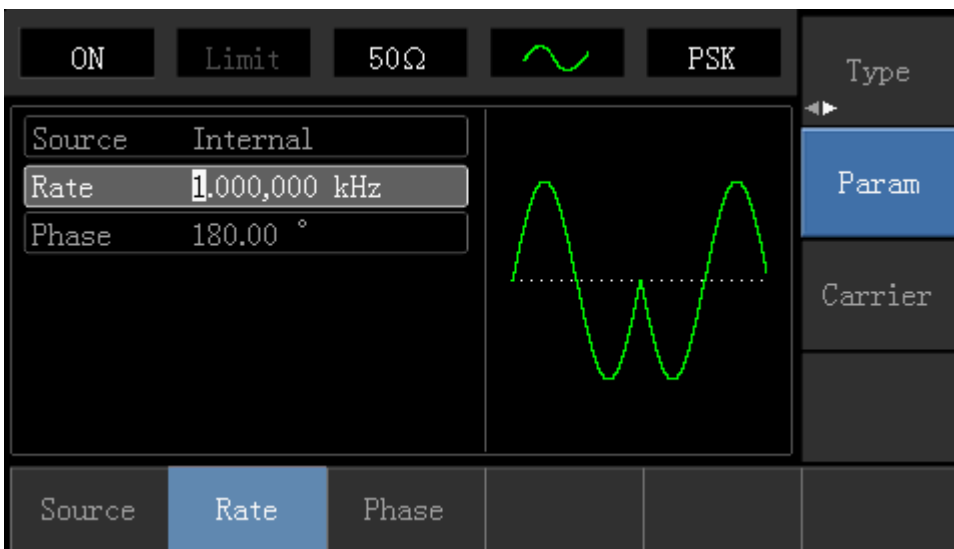 ON Limit 50Ω PSK
Type
Source Internal
Rate 1.000,000 kHz
Param
Phase 180.00 °
Carrier
Source Rate Phase